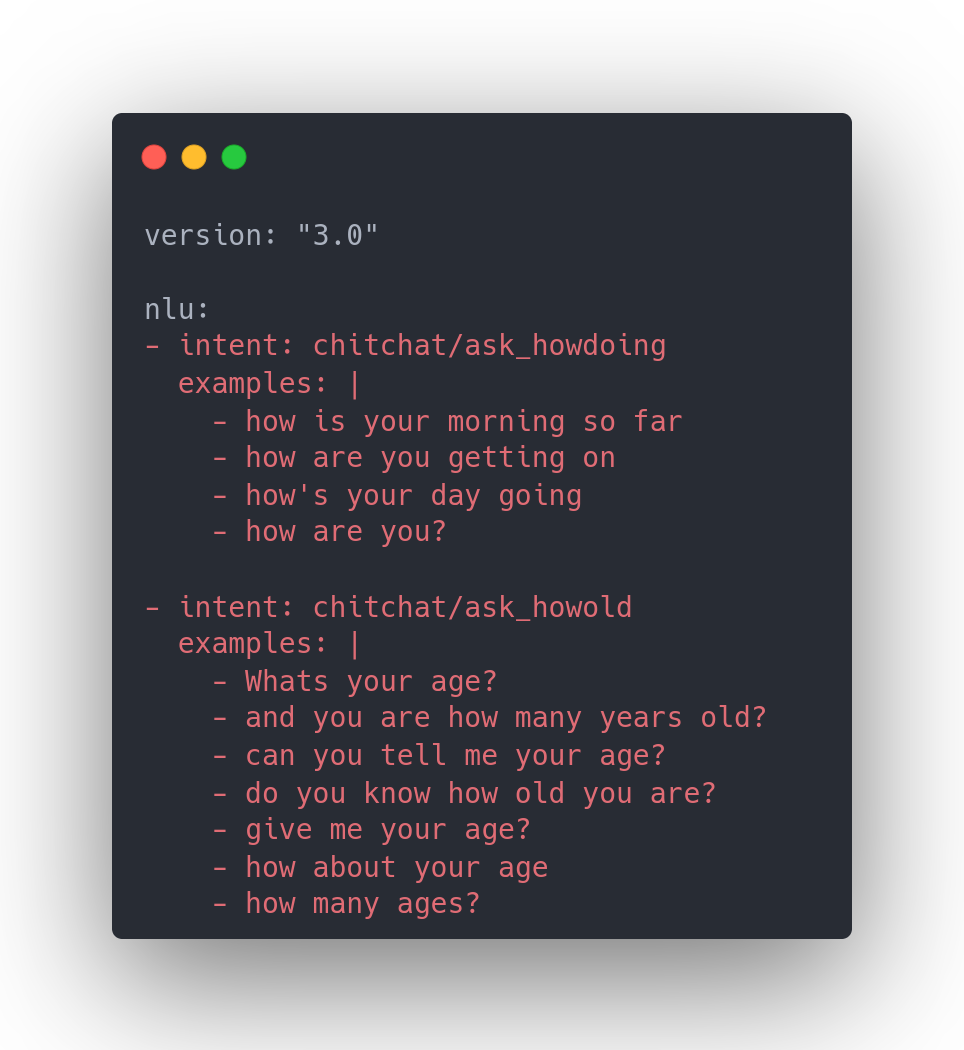 version: "3.0"

nlu:
- intent: chitchat/ask_howdoing
  examples: |
    - how is your morning so far
    - how are you getting on
    - how's your day going
    - how are you?

- intent: chitchat/ask_howold
  examples: |
    - Whats your age?
    - and you are how many years old?
    - can you tell me your age?
    - do you know how old you are?
    - give me your age?
    - how about your age
    - how many ages?